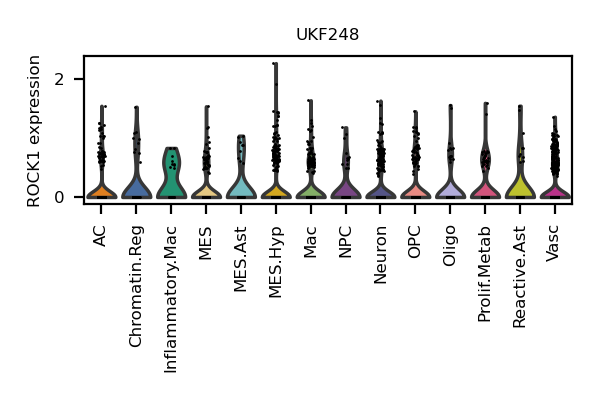 UKF248
ROCK1 expression
2
0
AC
Chromatin.Reg
Inflammatory.Mac
MES
MES.Ast
MES.Hyp
Mac
NPC
Neuron
OPC
Oligo
Prolif.Metab
Reactive.Ast
Vasc